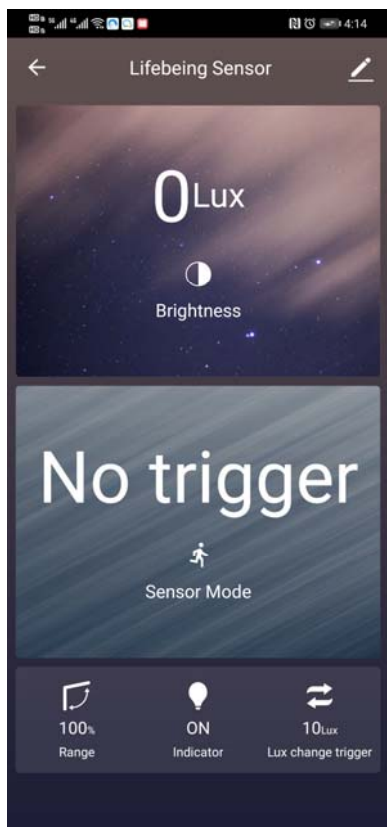 4:14
Lifebeing Sensor
0Lux
Brightness
No trigger
Sensor Mode
100% ON 10Lux
Range Indicator Lux change trigger